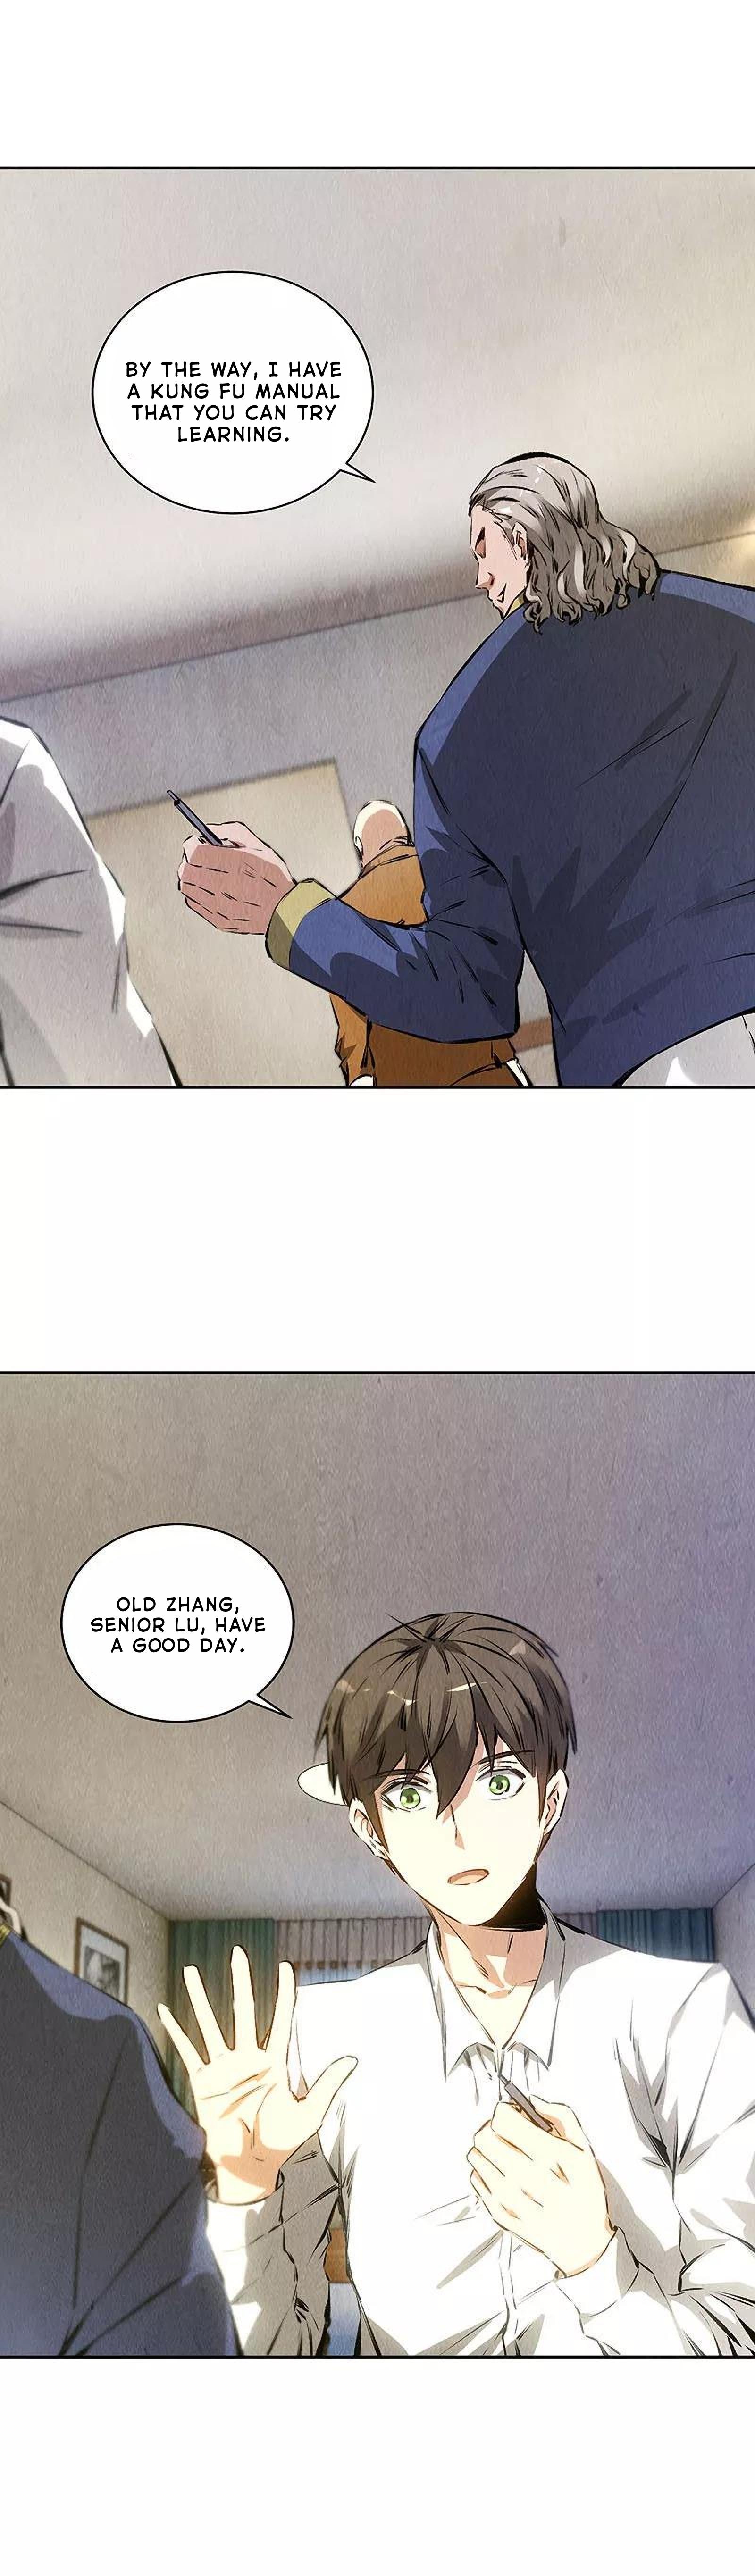 BY THE WAY, I HAVE
A KUNG FU MANUAL
THAT YOU CAN TRY
LEARNING.
OLD ZHANG,
SENIOR LU, HAVE
A GOOD DAY.